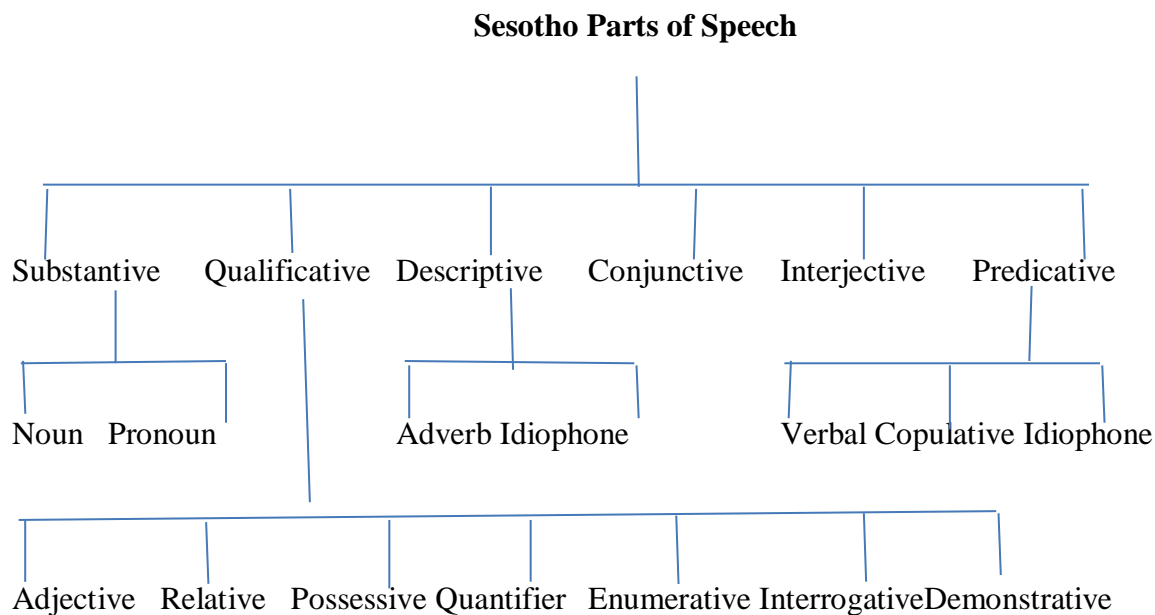 Sesotho Parts of Speech
Substantive Qualificative Descriptive Conjunctive Interjective Predicative
Noun Pronoun Adverb Idiophone Verbal Copulative Idiophone
Adjective Relative Possessive Quantifier Enumerative InterrogativeDemonstrative